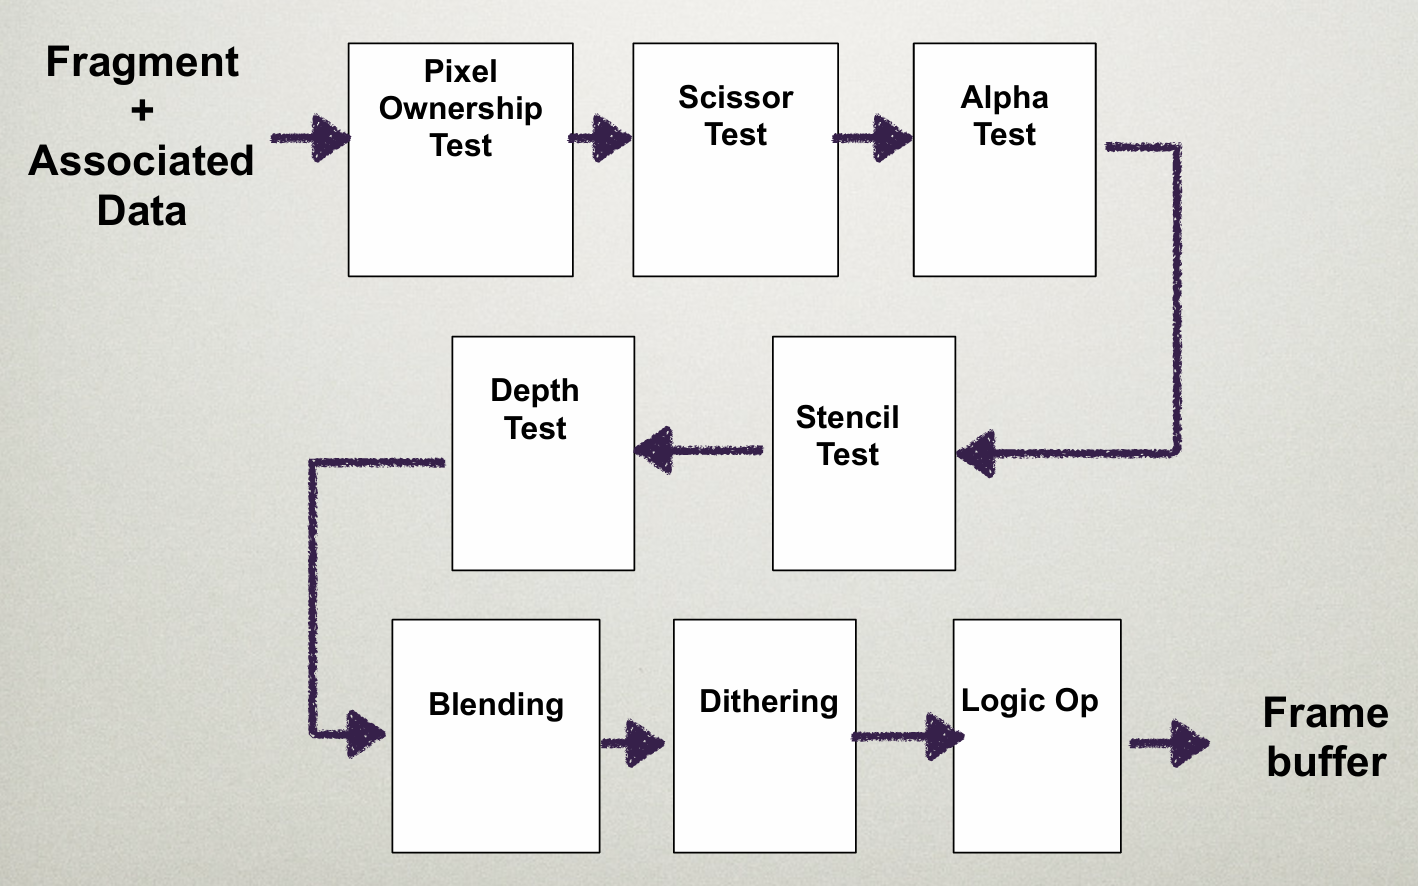 Fragment
+
Associated
Data
Pixel
Ownership
Test
Scissor
Test
Alpha
Test
Depth
Test
Stencil
Test
Blending
Dithering
Logic Op
Frame
buffer